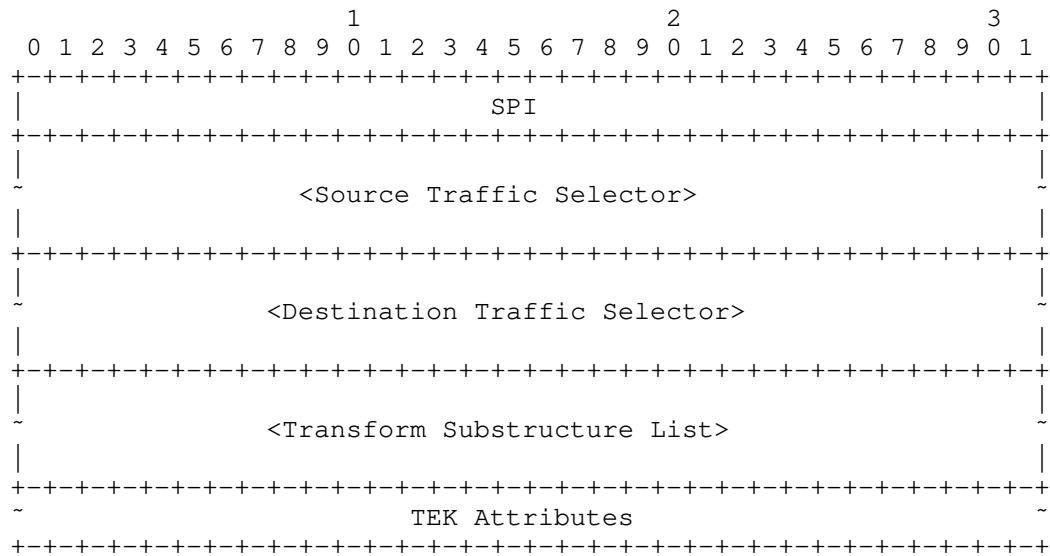 1                   2                   3
 0 1 2 3 4 5 6 7 8 9 0 1 2 3 4 5 6 7 8 9 0 1 2 3 4 5 6 7 8 9 0 1
+-+-+-+-+-+-+-+-+-+-+-+-+-+-+-+-+-+-+-+-+-+-+-+-+-+-+-+-+-+-+-+-+
|                             SPI                               |
+-+-+-+-+-+-+-+-+-+-+-+-+-+-+-+-+-+-+-+-+-+-+-+-+-+-+-+-+-+-+-+-+
|                                                               |
~                 <Source Traffic Selector>                     ~
|                                                               |
+-+-+-+-+-+-+-+-+-+-+-+-+-+-+-+-+-+-+-+-+-+-+-+-+-+-+-+-+-+-+-+-+
|                                                               |
~               <Destination Traffic Selector>                  ~
|                                                               |
+-+-+-+-+-+-+-+-+-+-+-+-+-+-+-+-+-+-+-+-+-+-+-+-+-+-+-+-+-+-+-+-+
|                                                               |
~               <Transform Substructure List>                   ~
|                                                               |
+-+-+-+-+-+-+-+-+-+-+-+-+-+-+-+-+-+-+-+-+-+-+-+-+-+-+-+-+-+-+-+-+
~                        TEK Attributes                         ~
+-+-+-+-+-+-+-+-+-+-+-+-+-+-+-+-+-+-+-+-+-+-+-+-+-+-+-+-+-+-+-+-+